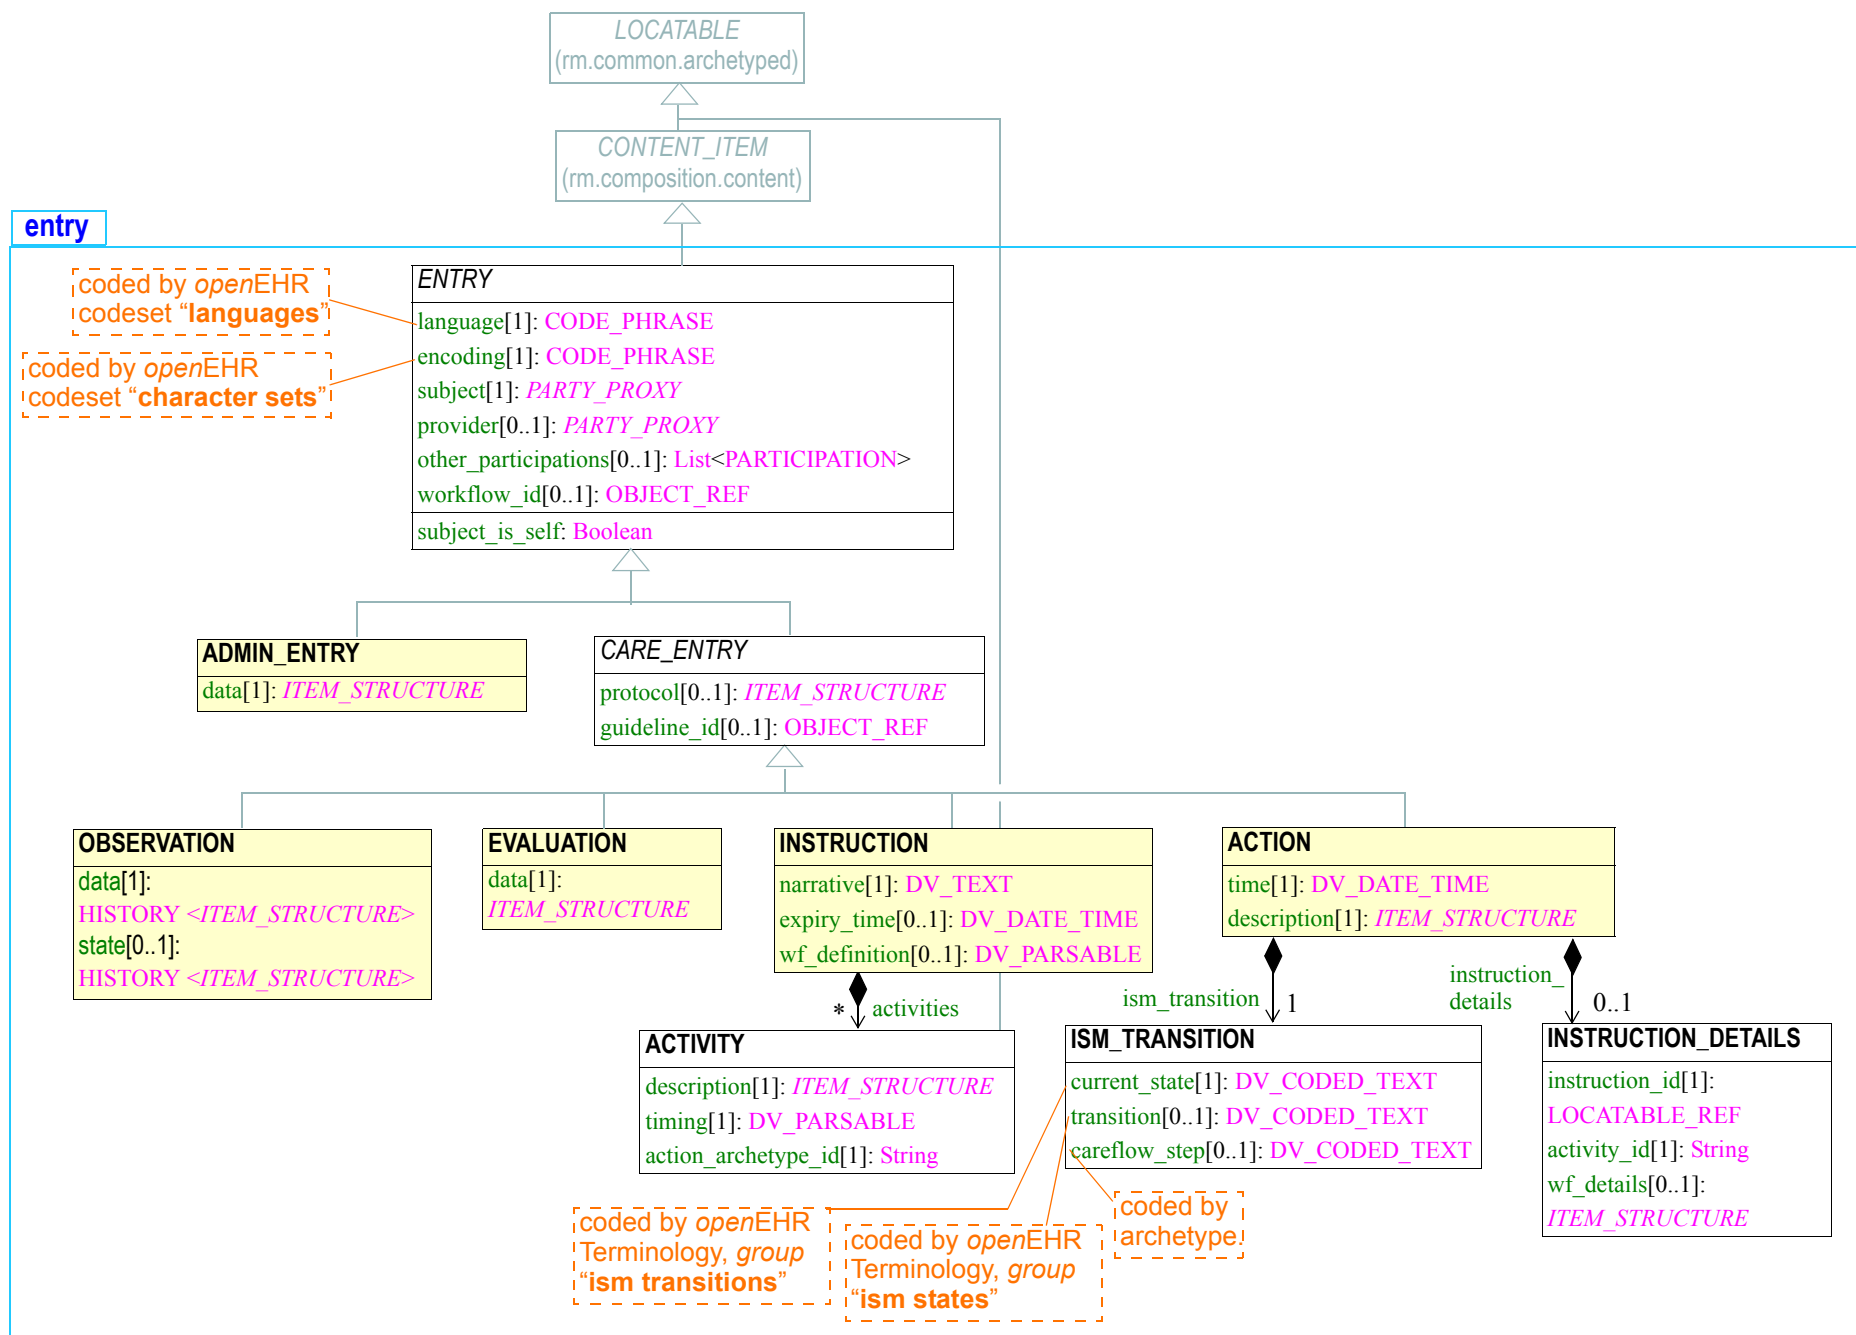 LOCATABLE
(rm.common.archetyped)
CONTENT_ITEM
(rm.composition.content)
entry
coded by openEHR
codeset “languages”
coded by openEHR
codeset “character sets”
ENTRY
language[1]: CODE_PHRASE
encoding[1]: CODE_PHRASE
subject[1]: PARTY_PROXY
provider[0..1]: PARTY_PROXY
other_participations[0..1]: List<PARTICIPATION>
workflow_id[0..1]: OBJECT_REF
subject_is_self: Boolean
ADMIN_ENTRY
data[1]: ITEM_STRUCTURE
CARE_ENTRY
protocol[0..1]: ITEM_STRUCTURE
guideline_id[0..1]: OBJECT_REF
OBSERVATION
data[1]:
HISTORY <ITEM_STRUCTURE>
state[0..1]:
HISTORY <ITEM_STRUCTURE>
EVALUATION
data[1]:
ITEM_STRUCTURE
INSTRUCTION
narrative[1]: DV_TEXT
expiry_time[0..1]: DV_DATE_TIME
wf_definition[0..1]: DV_PARSABLE
ACTION
time[1]: DV_DATE_TIME
description[1]: ITEM_STRUCTURE
* activities
ism_transition 1
instruction_
details 0..1
ACTIVITY
description[1]: ITEM_STRUCTURE
timing[1]: DV_PARSABLE
action_archetype_id[1]: String
ISM_TRANSITION
current_state[1]: DV_CODED_TEXT
transition[0..1]: DV_CODED_TEXT
careflow_step[0..1]: DV_CODED_TEXT
INSTRUCTION_DETAILS
instruction_id[1]:
LOCATABLE_REF
activity_id[1]: String
wf_details[0..1]:
ITEM_STRUCTURE
coded by openEHR
Terminology, group
“ism transitions”
coded by openEHR
Terminology, group
“ism states”
coded by
archetype.